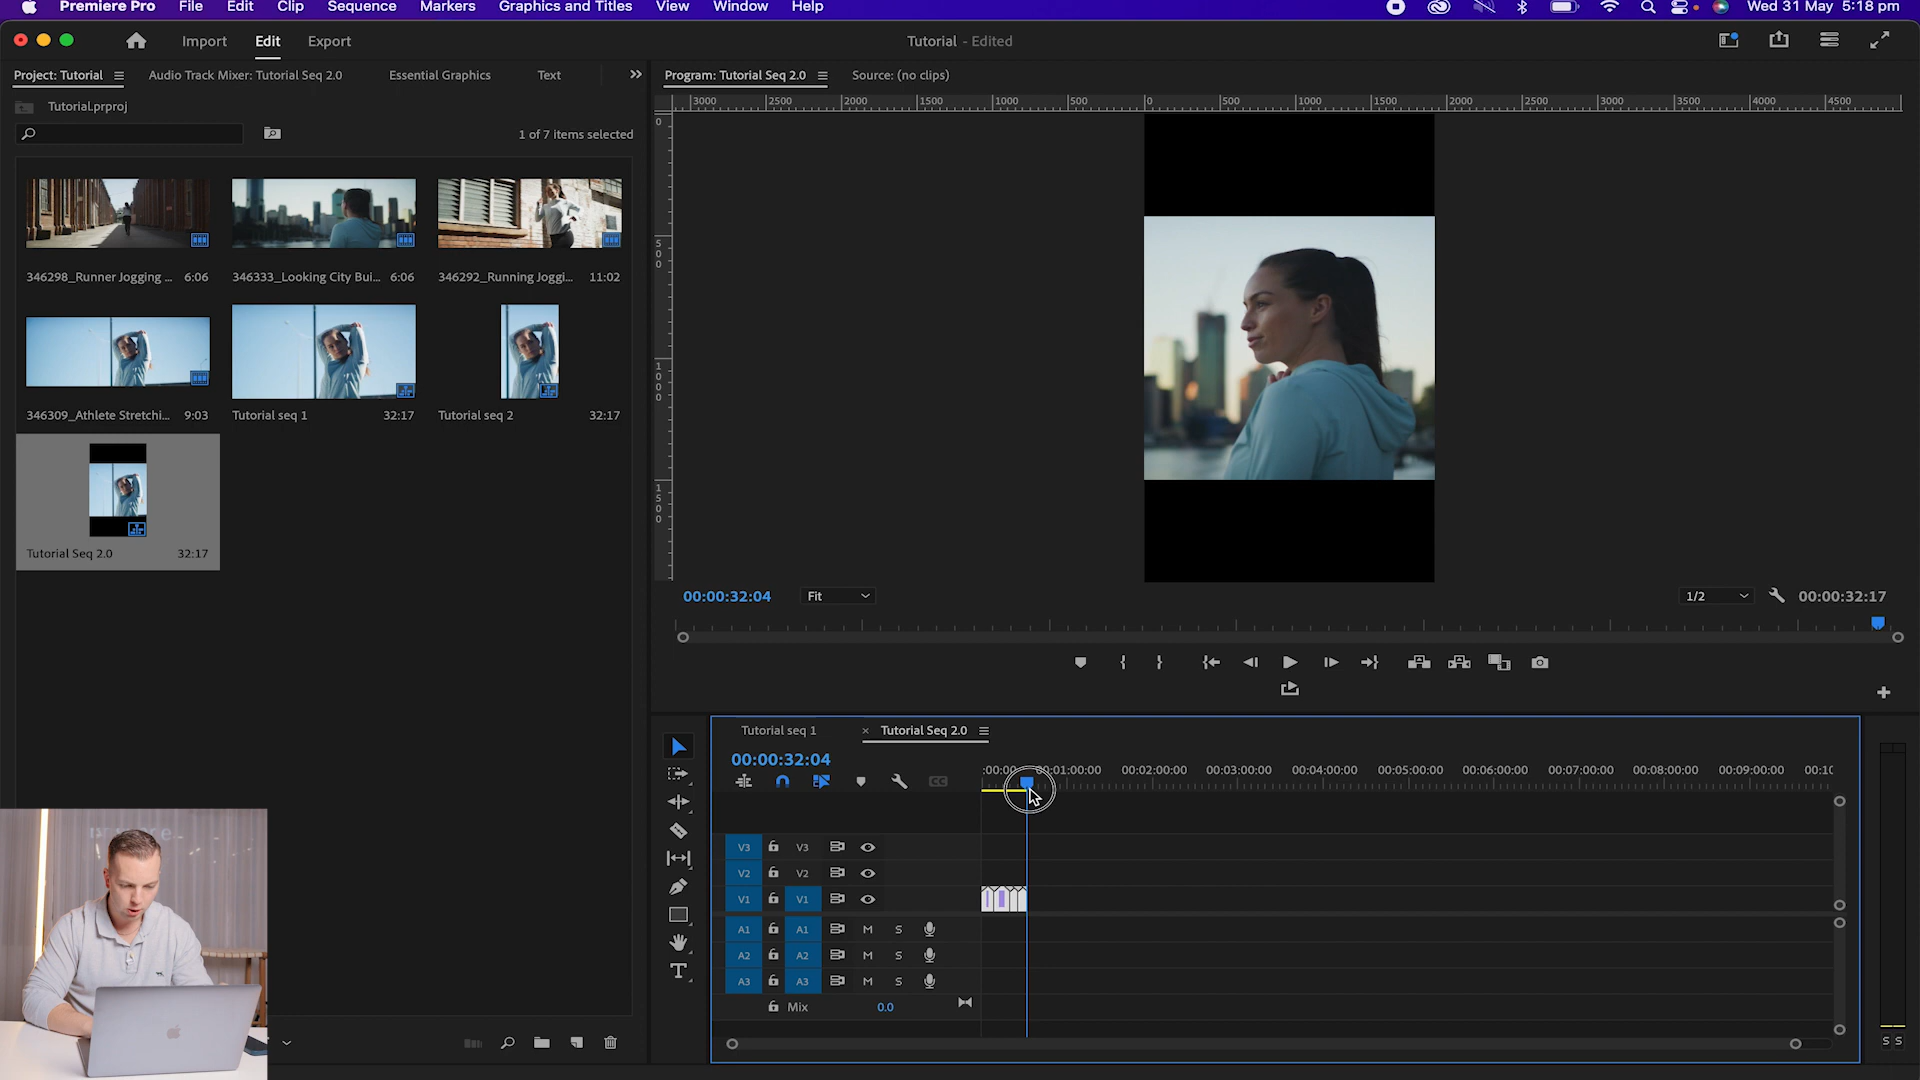 Premiere Pro File Edit Clip Sequence Markers Graphics and Titles View Window Help Wed 31 May 5:18 pm
Import Edit Export Tutorial - Edited
Project: Tutorial Audio Track Mixer: Tutorial Seq 2.0 Essential Graphics Text
Program: Tutorial Seq 2.0 Source: (no clips)
Tutorial.prproj
1 of 7 items selected
3000 2500 2000 1500 1000 500 0 500 1000 1500 2000 2500 3000 3500 4000 4500
0
500
1000
1500
346298_Runner Jogging ... 6:06
346333_Looking City Bui... 6:06
346292_Running Joggi... 11:02
346309_Athlete Stretchi... 9:03
Tutorial seq 1 32:17
Tutorial seq 2 32:17
Tutorial Seq 2.0 32:17
00:00:32:04 Fit 1/2 00:00:32:17
Tutorial seq 1 × Tutorial Seq 2.0
00:00:32:04
:00:00 00:01:00:00 00:02:00:00 00:03:00:00 00:04:00:00 00:05:00:00 00:06:00:00 00:07:00:00 00:08:00:00 00:09:00:00 00:10
CC
V3 V3
V2 V2
V1 V1
A1 A1 M S
A2 A2 M S
A3 A3 M S
Mix 0.0
S S